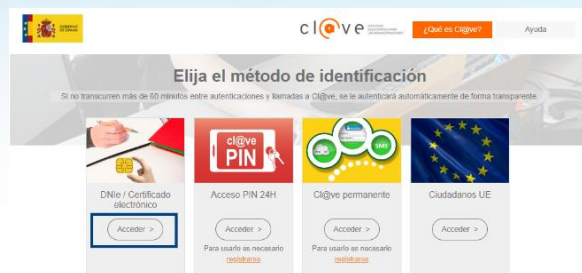 GOBIERNO
DE ESPAÑA
cl@ve
¿Qué es Cl@ve?
Ayuda
Elija el método de identificación
Si no transcurren más de 60 minutos entre autenticaciones y llamadas a Cl@ve, se le autenticará automáticamente de forma transparente.
cl@ve
PIN
SMS
DNIe / Certificado
electrónico
Acceso PIN 24H
Cl@ve permanente
Ciudadanos UE
Acceder >
Acceder >
Acceder >
Acceder >
Para usarlo es necesario
registrarse
Para usarlo es necesario
registrarse